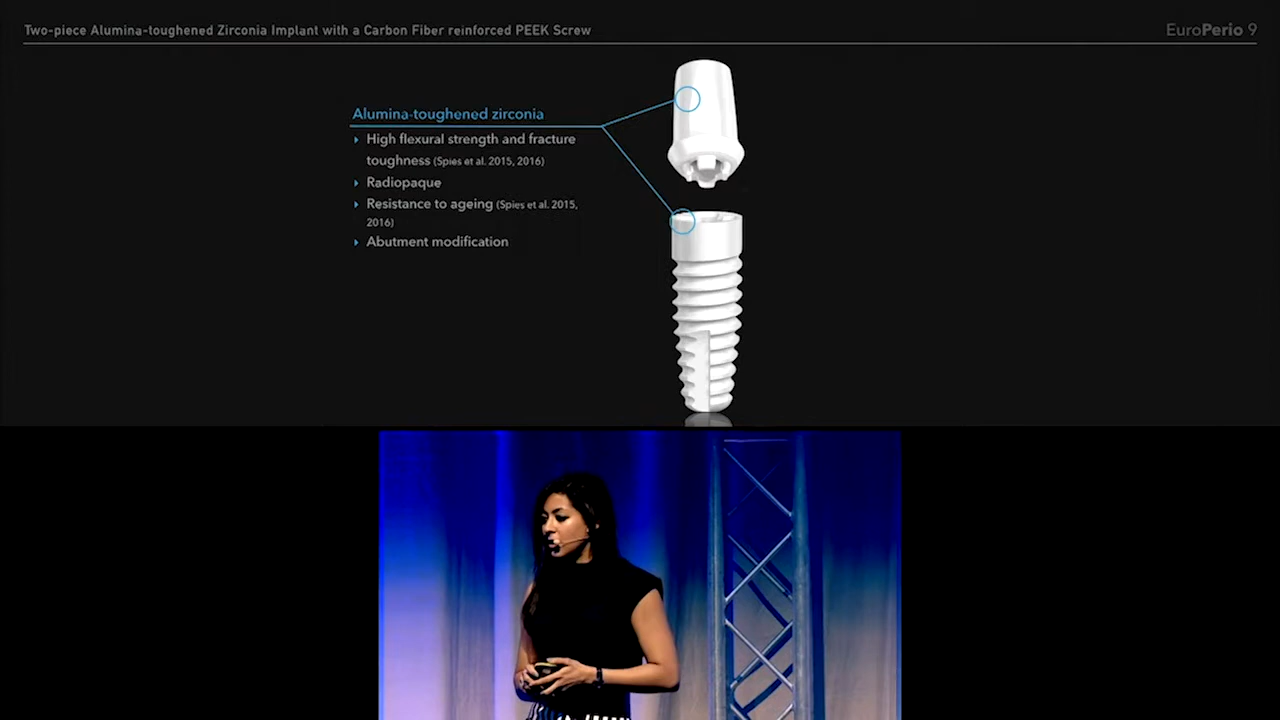 Two-piece Alumina-toughened Zirconia Implant with a Carbon Fiber reinforced PEEK Screw
EuroPerio 9
Alumina-toughened zirconia
High flexural strength and fracture
toughness (Spies et al. 2015, 2016)
Radiopaque
Resistance to ageing (Spies et al. 2015,
2016)
Abutment modification